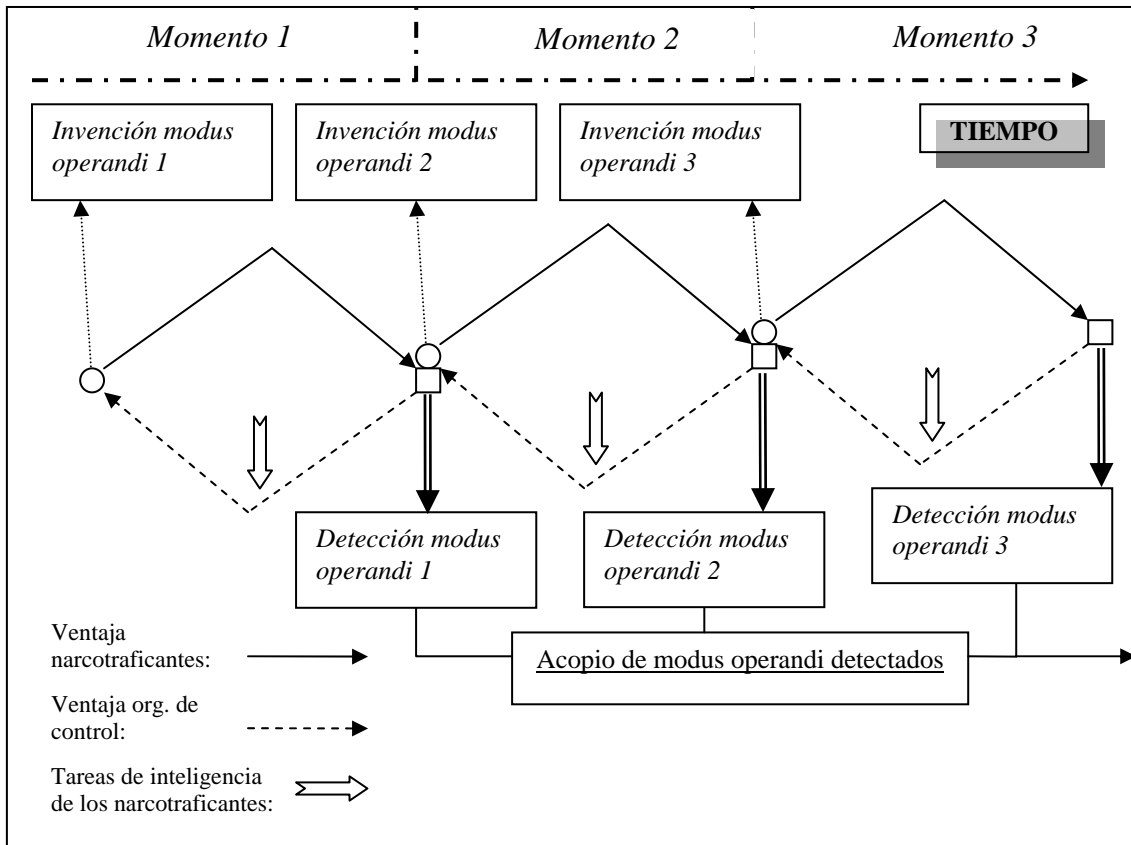 Momento 1
Momento 2
Momento 3
Invención modus
operandi 1
Invención modus
operandi 2
Invención modus
operandi 3
TIEMPO
Detección modus
operandi 1
Detección modus
operandi 2
Detección modus
operandi 3
Acopio de modus operandi detectados
Ventaja
narcotraficantes:
Ventaja org. de
control:
Tareas de inteligencia
de los narcotraficantes: